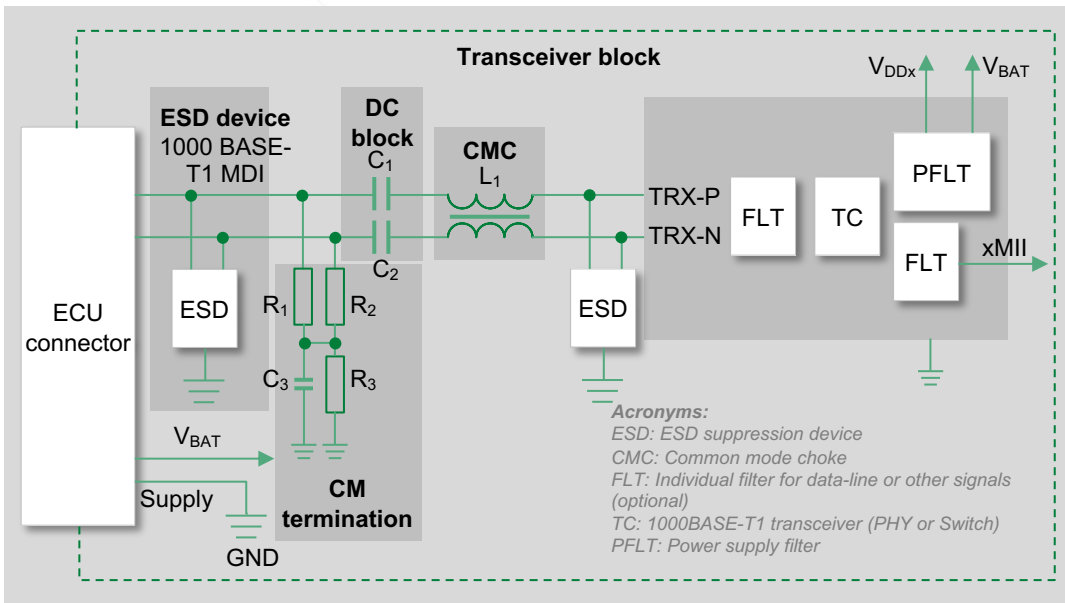 Transceiver block
V_DDx
V_BAT
ESD device
1000 BASE-
T1 MDI
DC
block
C1
CMC
L1
PFLT
TRX-P
FLT
TC
TRX-N
FLT
xMII
C2
ECU
connector
ESD
R1
R2
ESD
C3
R3
V_BAT
Supply
GND
CM
termination
Acronyms:
ESD: ESD suppression device
CMC: Common mode choke
FLT: Individual filter for data-line or other signals
(optional)
TC: 1000BASE-T1 transceiver (PHY or Switch)
PFLT: Power supply filter